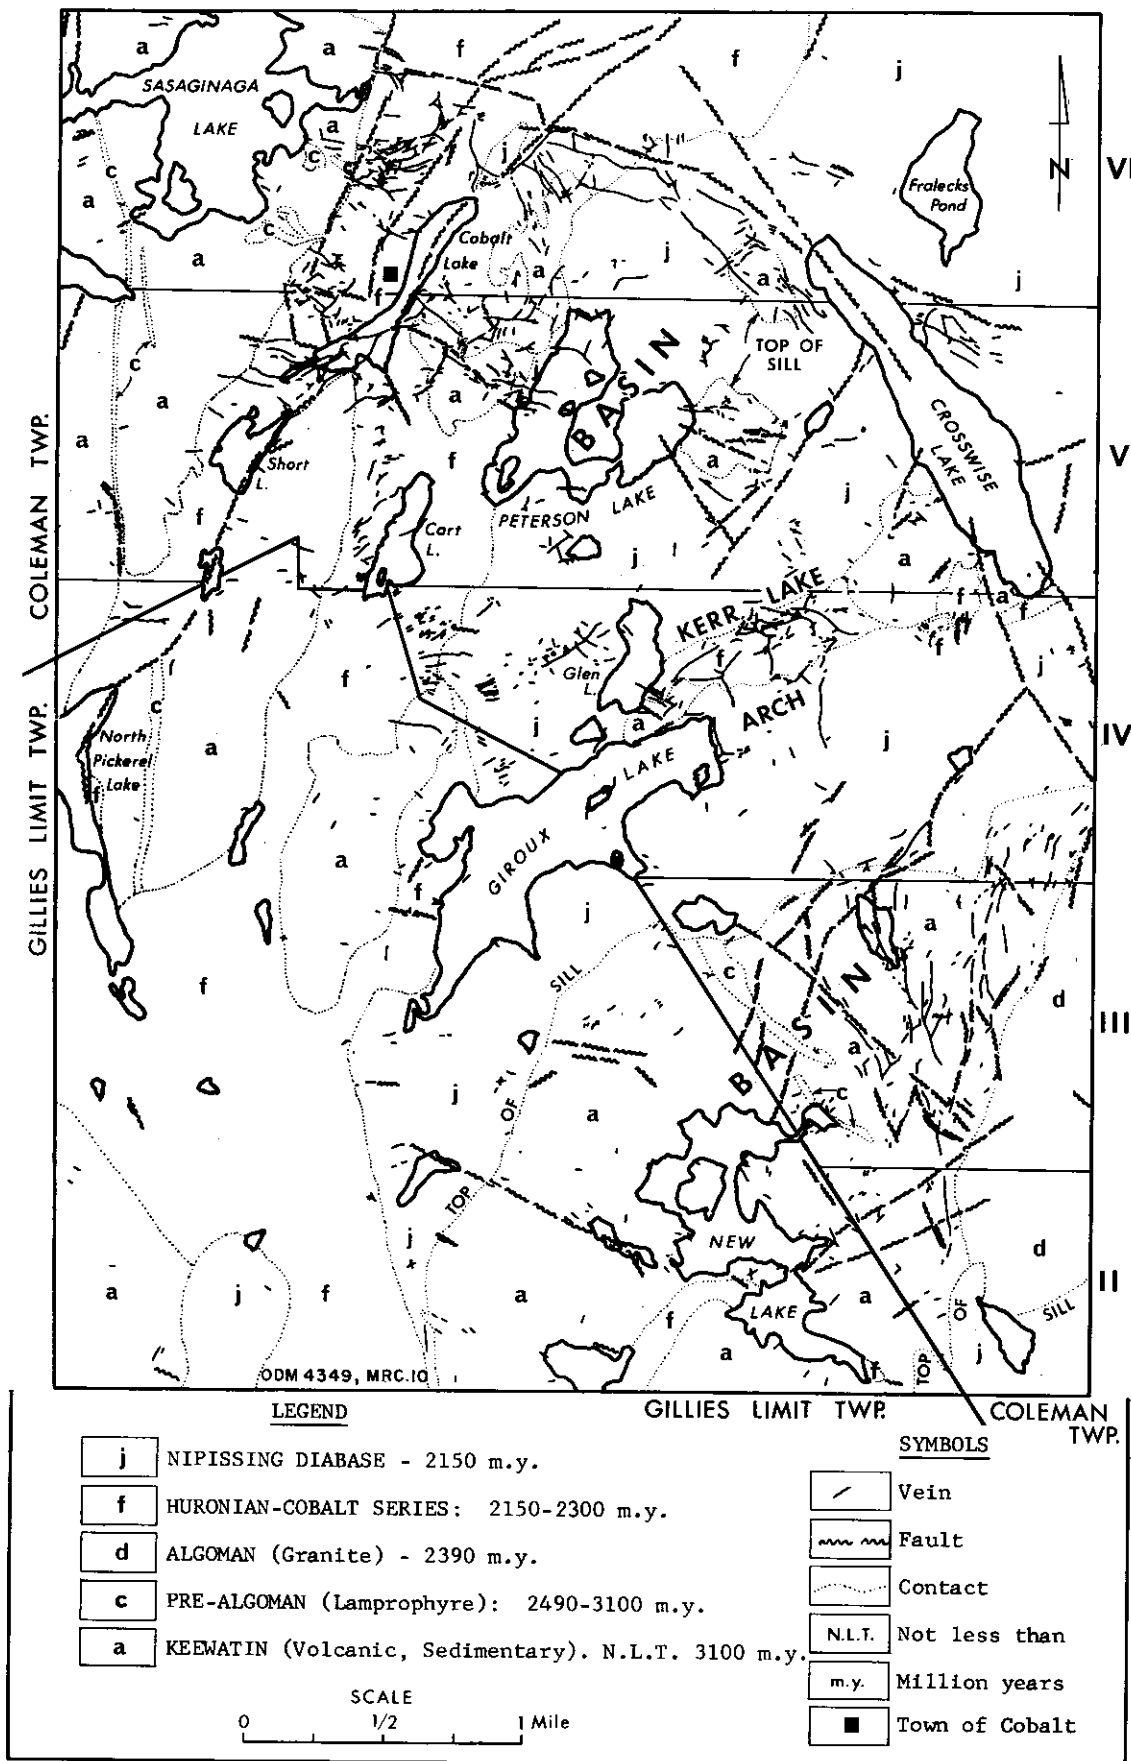 a
a
f
f
j
SASAGINAGA
LAKE
a
c
j
c
a
N
VI
Fralecks
Pond
c
a
Cobalt
Lake
a
j
a
j
f
TOP OF
SILL
BASIN
c
a
a
a
a
COLEMAN TWP.
Short
L.
f
V
CROSSWISE
LAKE
j
PETERSON LAKE
f
Cart
L.
j
a
KERR LAKE
f
a
f
f
f
f
Glen
L.
f
j
ARCH
a
j
j
IV
c
a
North
Pickerel
Lake
f
GILLIES LIMIT TWP.
LAKE
GIROUX
a
f
j
a
SILL
c
BASIN
f
d
III
a
j
OF
a
c
TOP
NEW
LAKE
j
d
a
j
f
a
f
a
a
II
OF
SILL
TOP
j
f
ODM 4349, MRC.10
GILLIES LIMIT TWP.
COLEMAN
TWP.
LEGEND
j NIPISSING DIABASE - 2150 m.y.
f HURONIAN-COBALT SERIES: 2150-2300 m.y.
d ALGOMAN (Granite) - 2390 m.y.
c PRE-ALGOMAN (Lamprophyre): 2490-3100 m.y.
a KEEWATIN (Volcanic, Sedimentary). N.L.T. 3100 m.y.
SCALE
0 1/2 1 Mile
SYMBOLS
Vein
Fault
Contact
N.L.T. Not less than
m.y. Million years
Town of Cobalt